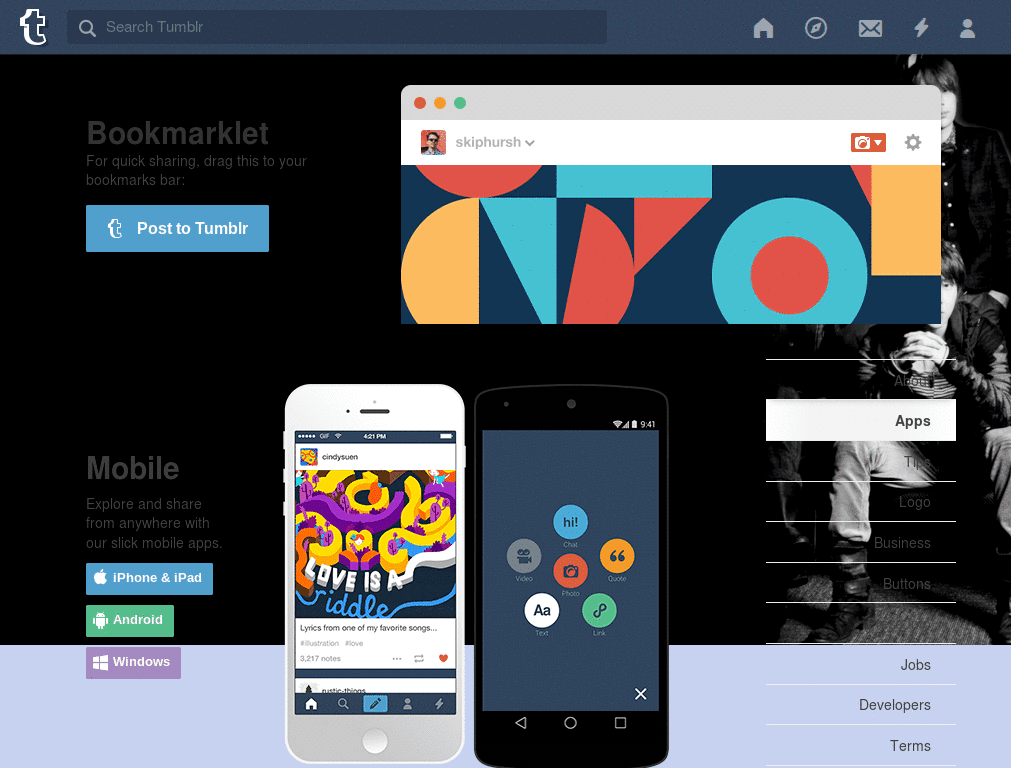 Search Tumblr
Bookmarklet
For quick sharing, drag this to your
bookmarks bar:
Post to Tumblr
skiphursh
About
Apps
Tips
Logo
Business
Buttons
Jobs
Developers
Terms
Mobile
Explore and share
from anywhere with
our slick mobile apps.
iPhone & iPad
Android
Windows
GIF
4:21 PM
cindysuen
LOVE IS A
riddle
Lyrics from one of my favorite songs...
#illustration #love
3,217 notes
rustic-things
9:41
hi!
Chat
Video
Quote
Photo
Aa
Text
Link